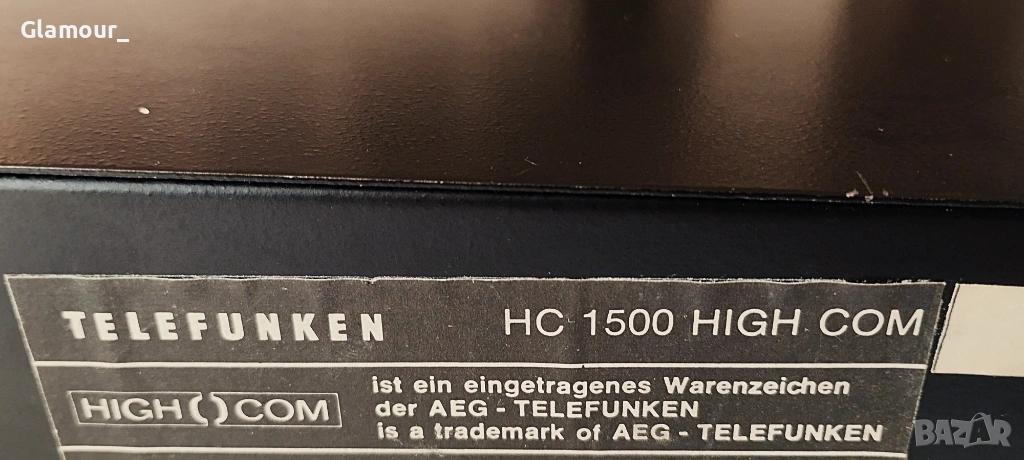 Glamour_
TELEFUNKEN HC 1500 HIGH COM
HIGH COM ist ein eingetragenes Warenzeichen
der AEG - TELEFUNKEN
is a trademark of AEG - TELEFUNKEN
BAZAR